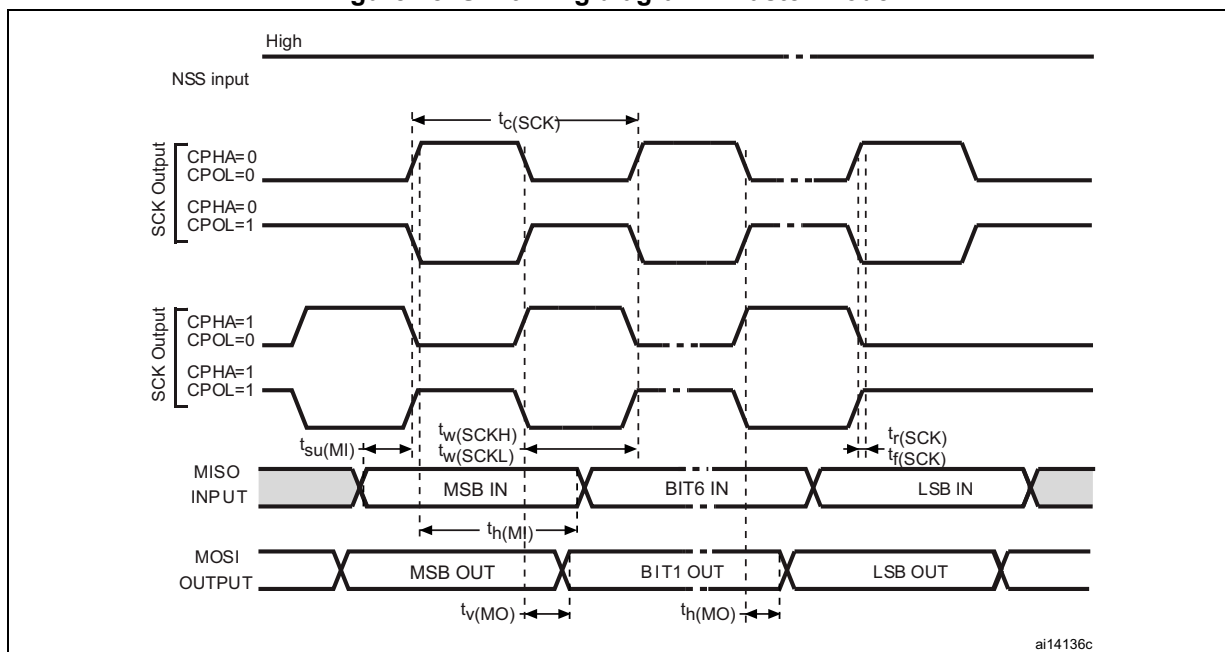 High
NSS input
tc(SCK)
SCK Output
CPHA=0
CPOL=0
CPHA=0
CPOL=1
SCK Output
CPHA=1
CPOL=0
CPHA=1
CPOL=1
tsu(MI)
tw(SCKH)
tw(SCKL)
tr(SCK)
tf(SCK)
MISO
INPUT
MSB IN
BIT6 IN
LSB IN
th(MI)
MOSI
OUTPUT
MSB OUT
BIT1 OUT
LSB OUT
tv(MO)
th(MO)
ai14136c